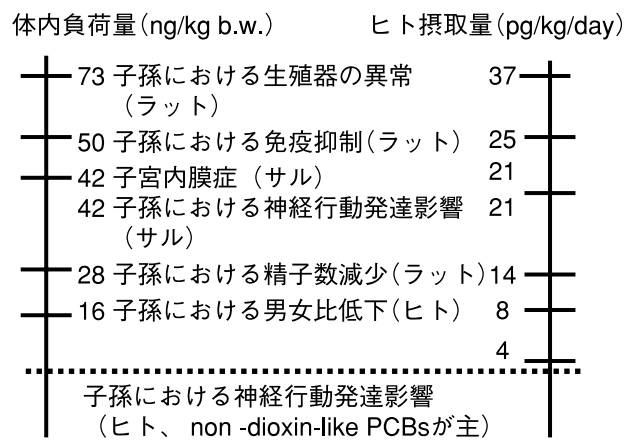 体内負荷量(ng/kg b.w.) ヒト摂取量(pg/kg/day)
73 子孫における生殖器の異常 37
(ラット)
50 子孫における免疫抑制(ラット) 25
42 子宮内膜症 (サル) 21
42 子孫における神経行動発達影響 21
(サル)
28 子孫における精子数減少(ラット) 14
16 子孫における男女比低下(ヒト) 8
4
子孫における神経行動発達影響
(ヒト、 non -dioxin-like PCBsが主)